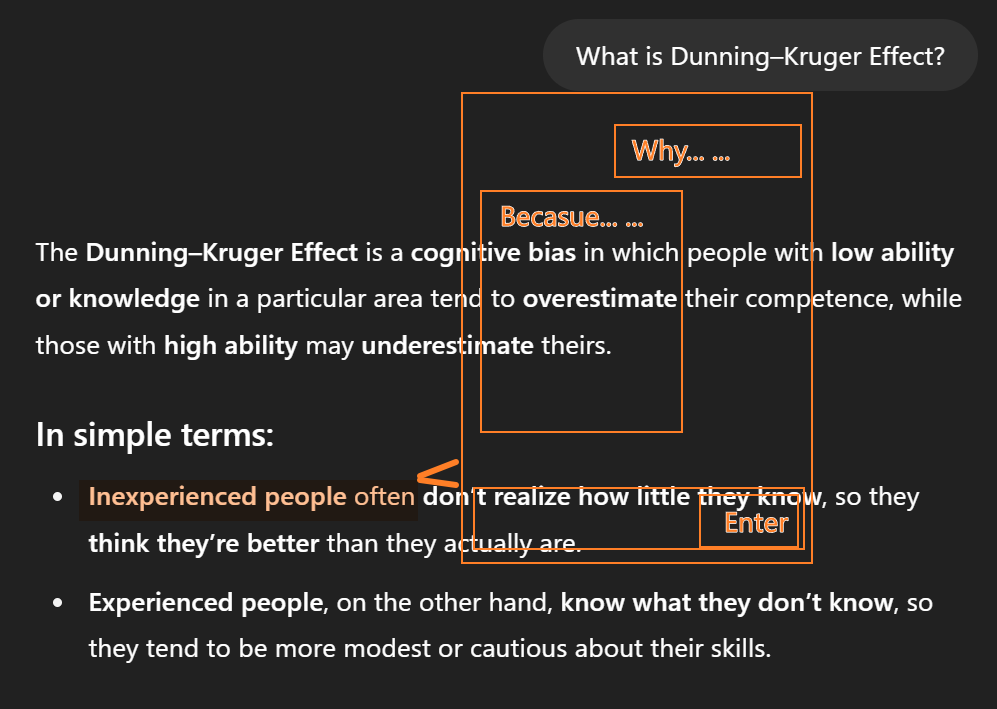 What is Dunning–Kruger Effect?
Why... ...
Becasue... ...
The Dunning–Kruger Effect is a cognitive bias in which people with low ability
or knowledge in a particular area tend to overestimate their competence, while
those with high ability may underestimate theirs.
In simple terms:
• Inexperienced people often don't realize how little they know, so they
Enter
think they're better than they actually are.
• Experienced people, on the other hand, know what they don't know, so
they tend to be more modest or cautious about their skills.